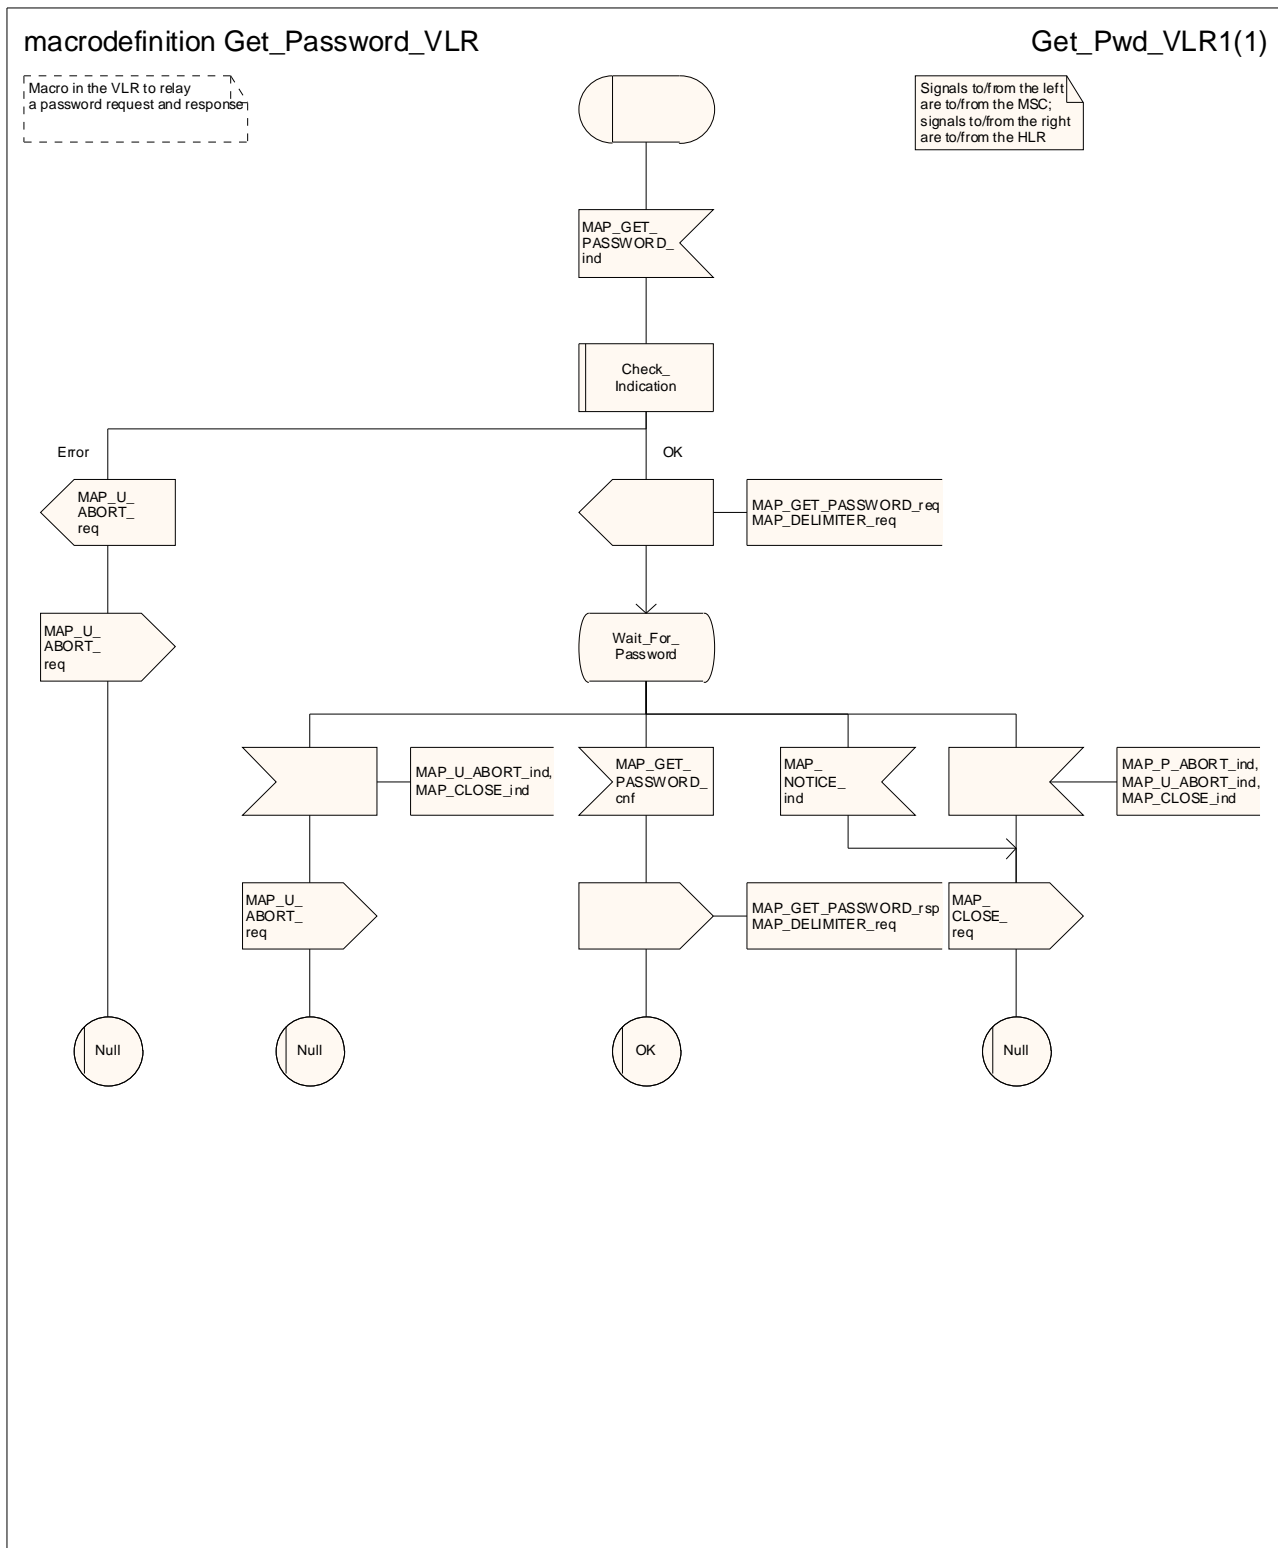 macrodefinition Get_Password_VLR
Get_Pwd_VLR1(1)
Macro in the VLR to relay
a password request and response
Signals to/from the left
are to/from the MSC;
signals to/from the right
are to/from the HLR
MAP_GET_
PASSWORD_
ind
Check_
Indication
Error
OK
MAP_U_
ABORT_
req
MAP_GET_PASSWORD_req
MAP_DELIMITER_req
MAP_U_
ABORT_
req
Wait_For_
Password
MAP_U_ABORT_ind,
MAP_CLOSE_ind
MAP_GET_
PASSWORD_
cnf
MAP_
NOTICE_
ind
MAP_P_ABORT_ind,
MAP_U_ABORT_ind,
MAP_CLOSE_ind
MAP_U_
ABORT_
req
MAP_GET_PASSWORD_rsp
MAP_DELIMITER_req
MAP_
CLOSE_
req
Null
Null
OK
Null